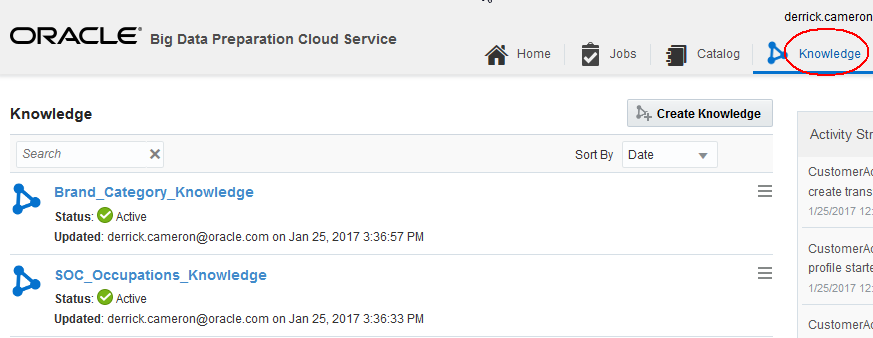 derrick.cameron
ORACLE® Big Data Preparation Cloud Service
Home Jobs Catalog Knowledge
Knowledge
Create Knowledge
Search
Sort By Date
Brand_Category_Knowledge
Status: Active
Updated: derrick.cameron@oracle.com on Jan 25, 2017 3:36:57 PM
SOC_Occupations_Knowledge
Status: Active
Updated: derrick.cameron@oracle.com on Jan 25, 2017 3:36:33 PM
Activity Str
CustomerAc
create trans
1/25/2017 12:
CustomerAc
profile starte
1/25/2017 12:
CustomerAc